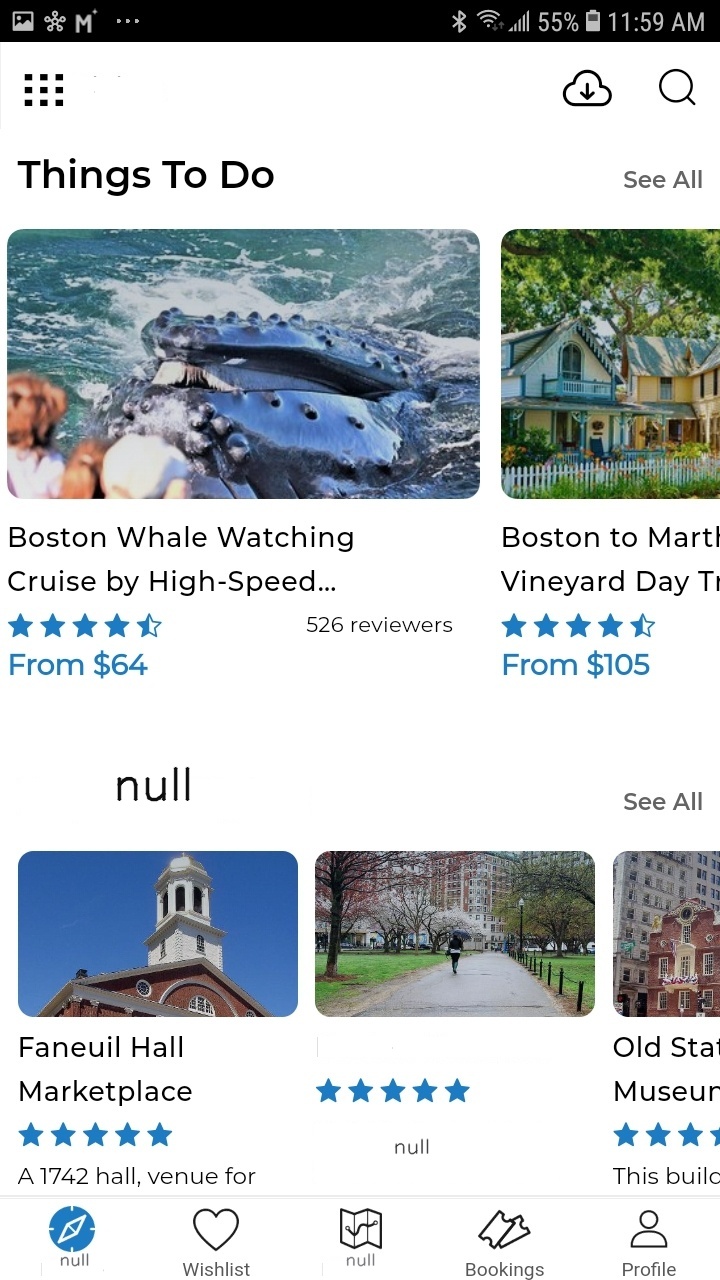 55% 11:59 AM
Things To Do
See All
Boston Whale Watching
Cruise by High-Speed...
526 reviewers
From $64
Boston to Marth
Vineyard Day Tr
From $105
null
See All
Faneuil Hall
Marketplace
A 1742 hall, venue for
null
Old Stat
Museum
This build
null
Wishlist
null
Bookings
Profile